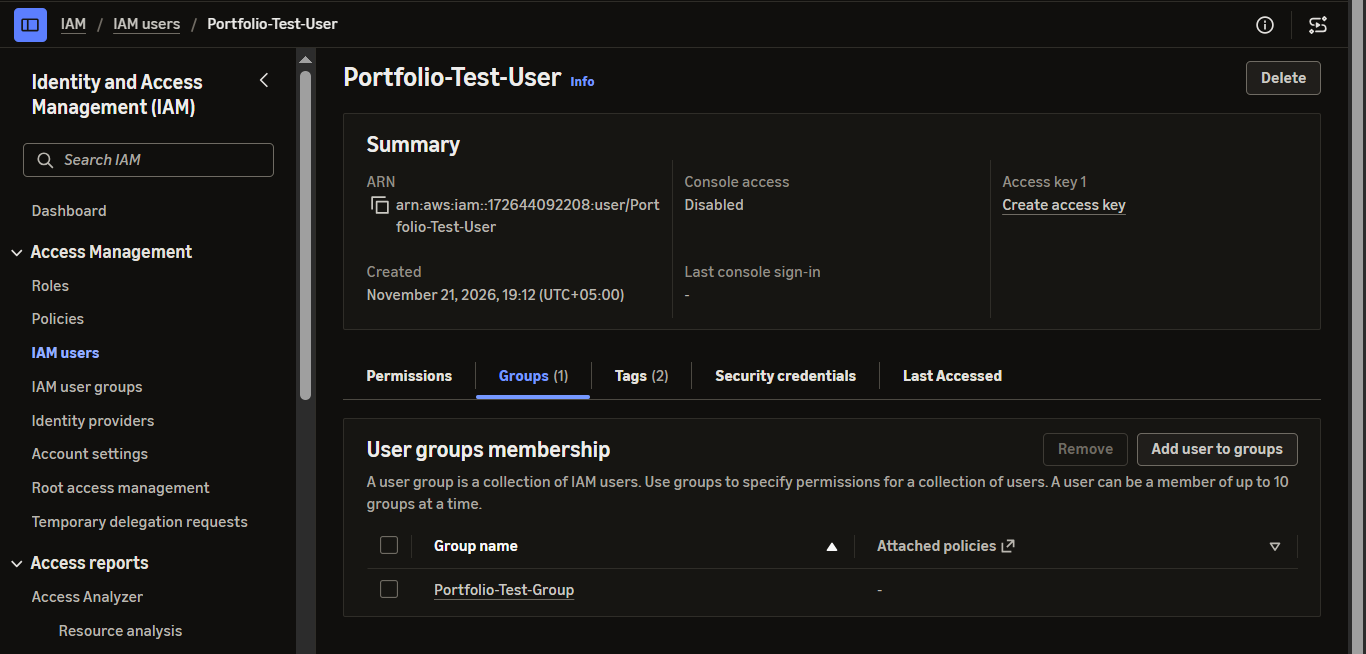 IAM / IAM users / Portfolio-Test-User
Identity and Access
Management (IAM)
Search IAM
Dashboard
Access Management
Roles
Policies
IAM users
IAM user groups
Identity providers
Account settings
Root access management
Temporary delegation requests
Access reports
Access Analyzer
Resource analysis
Portfolio-Test-User Info
Delete
Summary
ARN
arn:aws:iam::172644092208:user/Port
folio-Test-User
Created
November 21, 2026, 19:12 (UTC+05:00)
Console access
Disabled
Last console sign-in
-
Access key 1
Create access key
Permissions Groups (1) Tags (2) Security credentials Last Accessed
User groups membership
Remove Add user to groups
A user group is a collection of IAM users. Use groups to specify permissions for a collection of users. A user can be a member of up to 10
groups at a time.
Group name Attached policies
Portfolio-Test-Group -